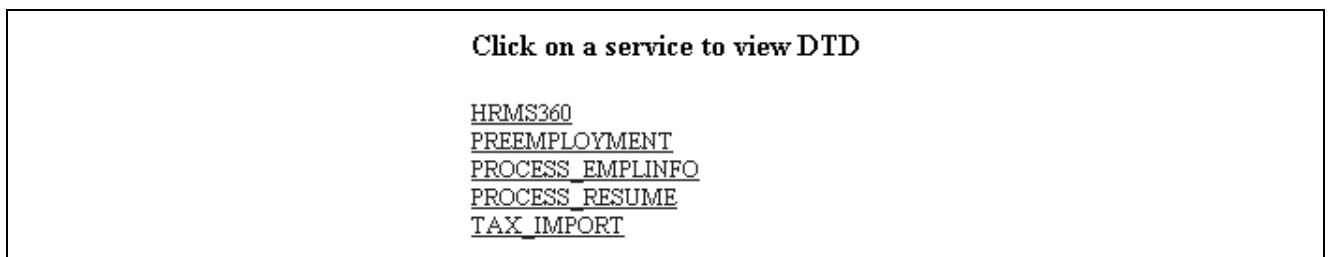 Click on a service to view DTD
HRMS360
PREEMPLOYMENT
PROCESS_EMPLINFO
PROCESS_RESUME
TAX_IMPORT